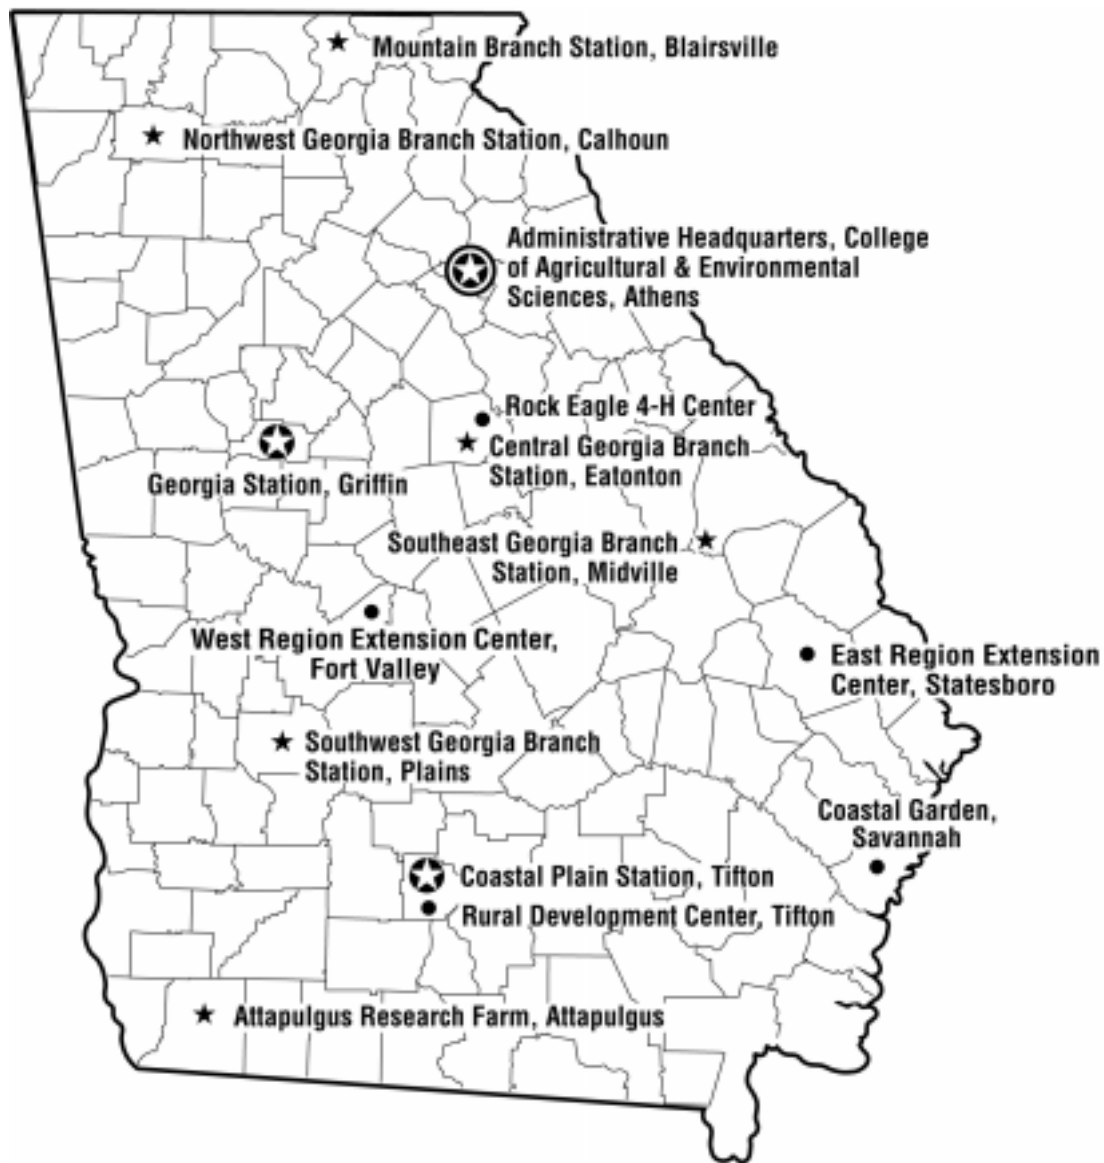 Mountain Branch Station, Blairsville
Northwest Georgia Branch Station, Calhoun
Administrative Headquarters, College
of Agricultural & Environmental
Sciences, Athens
Rock Eagle 4-H Center
Central Georgia Branch
Station, Eatonton
Georgia Station, Griffin
Southeast Georgia Branch
Station, Midville
West Region Extension Center,
Fort Valley
East Region Extension
Center, Statesboro
Southwest Georgia Branch
Station, Plains
Coastal Garden,
Savannah
Coastal Plain Station, Tifton
Rural Development Center, Tifton
Attapulgus Research Farm, Attapulgus